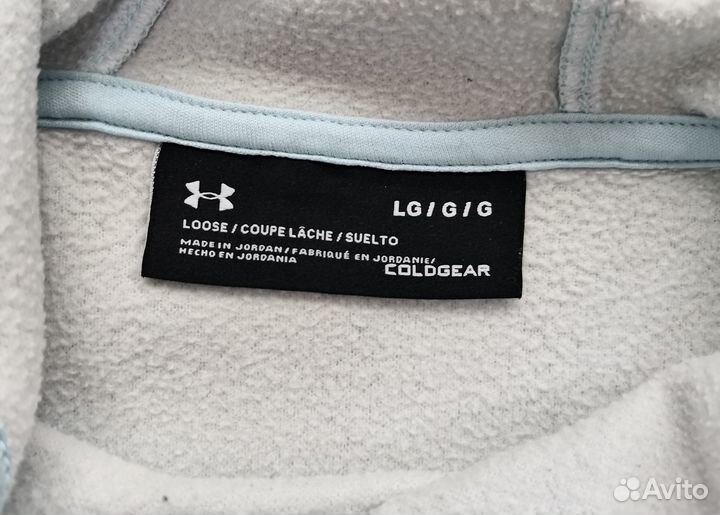 LG / G / G
LOOSE / COUPE LÂCHE / SUELTO
MADE IN JORDAN / FABRIQUÉ EN JORDANIE/
HECHO EN JORDANIA
COLDGEAR
Avito